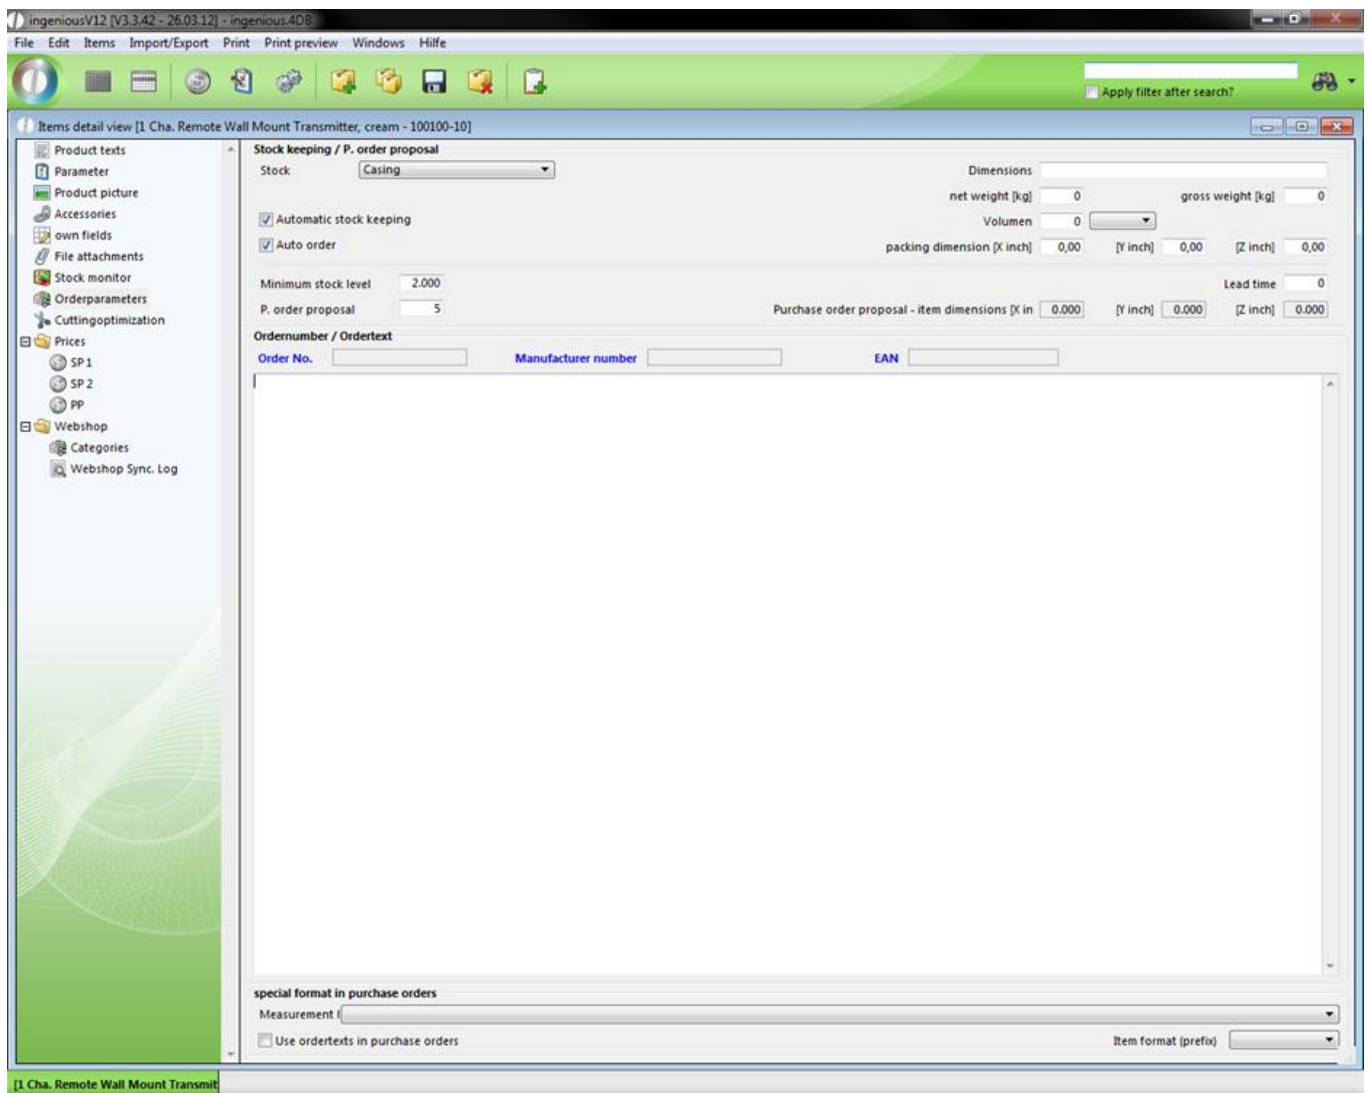 ingeniousV12 [V3.3.42 - 26.03.12] - ingenious.4DB
File Edit Items Import/Export Print Print preview Windows Hilfe
Apply filter after search?
Items detail view [1 Cha. Remote Wall Mount Transmitter, cream - 100100-10]
Product texts
Parameter
Product picture
Accessories
own fields
File attachments
Stock monitor
Orderparameters
Cuttingoptimization
Prices
SP 1
SP 2
PP
Webshop
Categories
Webshop Sync. Log
Stock keeping / P. order proposal
Stock Casing Dimensions
net weight [kg] 0 gross weight [kg] 0
Automatic stock keeping Volumen 0
Auto order packing dimension [X inch] 0,00 [Y inch] 0,00 [Z inch] 0,00
Minimum stock level 2.000 Lead time 0
P. order proposal 5 Purchase order proposal - item dimensions [X in 0.000 [Y inch] 0.000 [Z inch] 0.000
Ordernumber / Ordertext
Order No. Manufacturer number EAN
special format in purchase orders
Measurement
Use ordertexts in purchase orders Item format (prefix)
[1 Cha. Remote Wall Mount Transmit